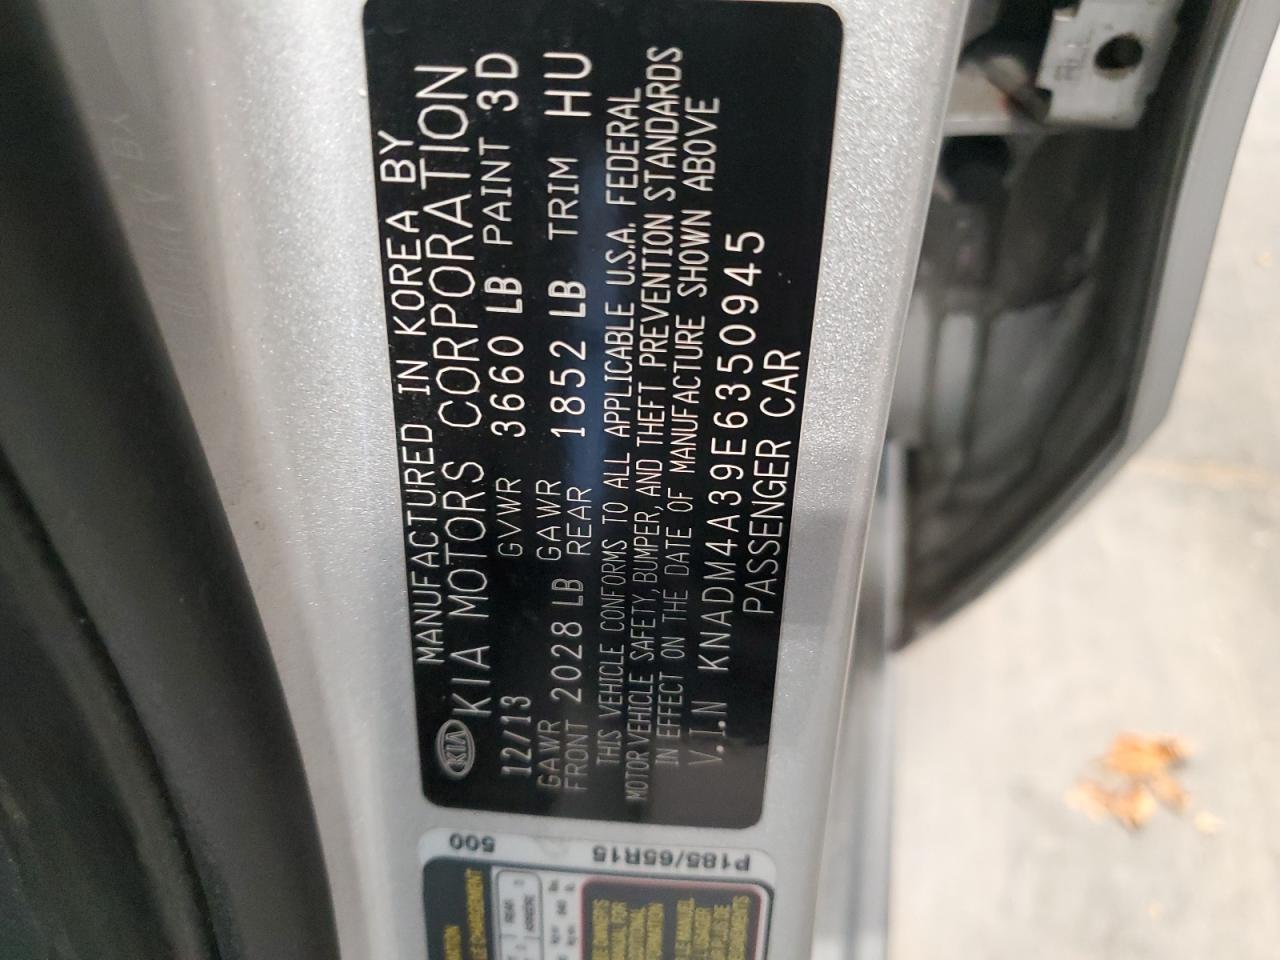 KIA
MANUFACTURED IN KOREA BY
KIA MOTORS CORPORATION
12/13 GVWR 3660 LB PAINT 3D
GAWR FRONT 2028 LB GAWR REAR 1852 LB TRIM HU
THIS VEHICLE CONFORMS TO ALL APPLICABLE U.S.A. FEDERAL
MOTOR VEHICLE SAFETY, BUMPER, AND THEFT PREVENTION STANDARDS
IN EFFECT ON THE DATE OF MANUFACTURE SHOWN ABOVE
V.I.N KNADM4A39E6350945
PASSENGER CAR
P185/65R15
500